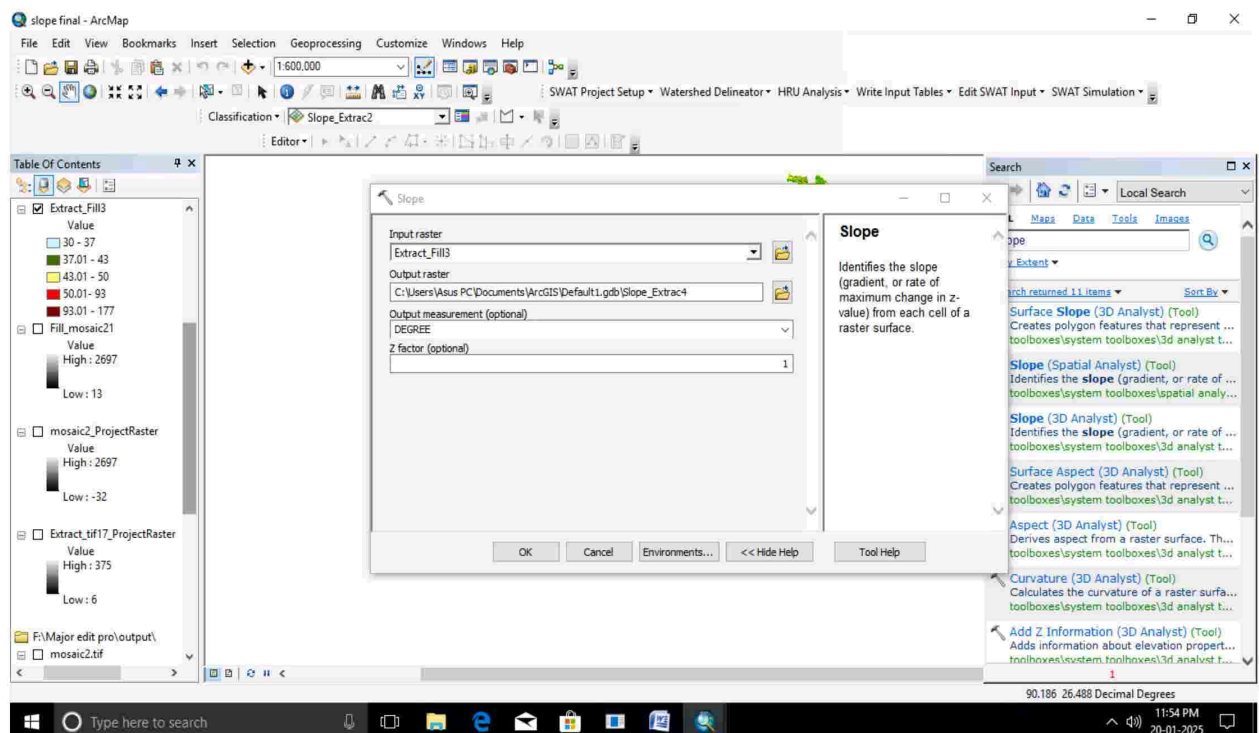 slope final - ArcMap
File Edit View Bookmarks Insert Selection Geoprocessing Customize Windows Help
1:600,000
SWAT Project Setup Watershed Delineator HRU Analysis Write Input Tables Edit SWAT Input SWAT Simulation
Classification Slope_Extrac2
Editor
Table Of Contents
Extract_Fill3
Value
30 - 37
37.01 - 43
43.01 - 50
50.01- 93
93.01 - 177
Fill_mosaic21
Value
High : 2697
Low : 13
mosaic2_ProjectRaster
Value
High : 2697
Low : -32
Extract_tif17_ProjectRaster
Value
High : 375
Low : 6
F:\Major edit pro\output\
mosaic2.tif
Slope
Input raster
Extract_Fill3
Output raster
C:\Users\Asus PC\Documents\ArcGIS\Default1.gdb\Slope_Extrac4
Output measurement (optional)
DEGREE
Z factor (optional)
1
OK Cancel Environments... << Hide Help Tool Help
Slope
Identifies the slope
(gradient, or rate of
maximum change in z-
value) from each cell of a
raster surface.
Search
Local Search
Maps Data Tools Images
Extent
returned 11 items Sort By
Surface Slope (3D Analyst) (Tool)
Creates polygon features that represent ...
toolboxes\system toolboxes\3d analyst t...
Slope (Spatial Analyst) (Tool)
Identifies the slope (gradient, or rate of ...
toolboxes\system toolboxes\spatial analy...
Slope (3D Analyst) (Tool)
Identifies the slope (gradient, or rate of ...
toolboxes\system toolboxes\3d analyst t...
Surface Aspect (3D Analyst) (Tool)
Creates polygon features that represent ...
toolboxes\system toolboxes\3d analyst t...
Aspect (3D Analyst) (Tool)
Derives aspect from a raster surface. Th...
toolboxes\system toolboxes\3d analyst t...
Curvature (3D Analyst) (Tool)
Calculates the curvature of a raster surfa...
toolboxes\system toolboxes\3d analyst t...
Add Z Information (3D Analyst) (Tool)
Adds information about elevation propert...
toolboxes\system toolboxes\3d analyst t...
1
90.186 26.488 Decimal Degrees
Type here to search
11:54 PM
20-01-2025